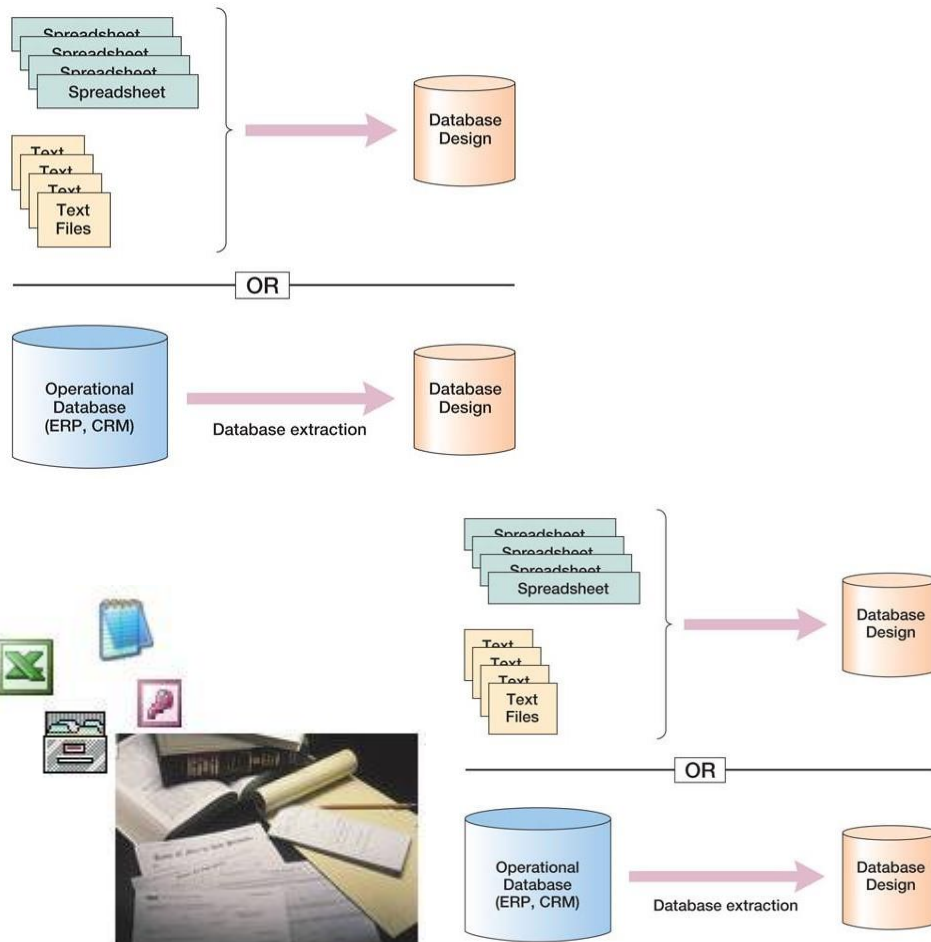 Spreadsheet
Spreadsheet
Spreadsheet
Spreadsheet
Text
Text
Text
Text
Files
Database
Design
OR
Operational
Database
(ERP, CRM)
Database extraction
Database
Design
Spreadsheet
Spreadsheet
Spreadsheet
Spreadsheet
Text
Text
Text
Text
Files
Database
Design
OR
Operational
Database
(ERP, CRM)
Database extraction
Database
Design